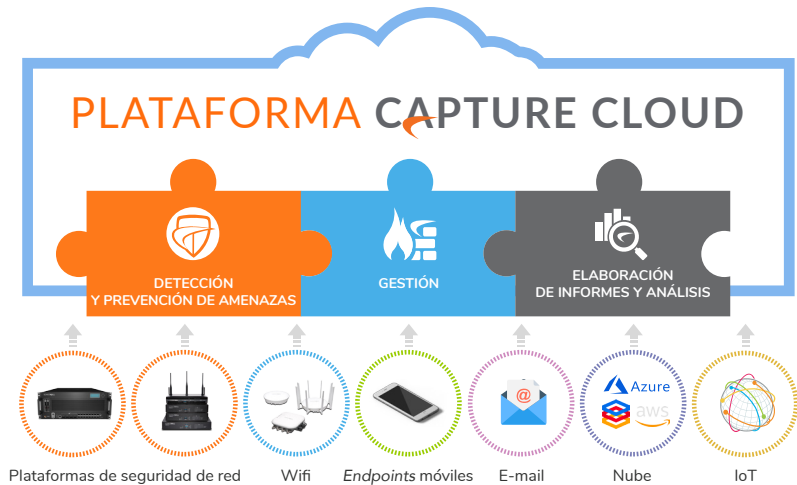 PLATAFORMA CAPTURE CLOUD
DETECCIÓN
Y PREVENCIÓN DE AMENAZAS
GESTIÓN
ELABORACIÓN
DE INFORMES Y ANÁLISIS
@
Azure
aws
Plataformas de seguridad de red
Wifi
Endpoints móviles
E-mail
Nube
IoT